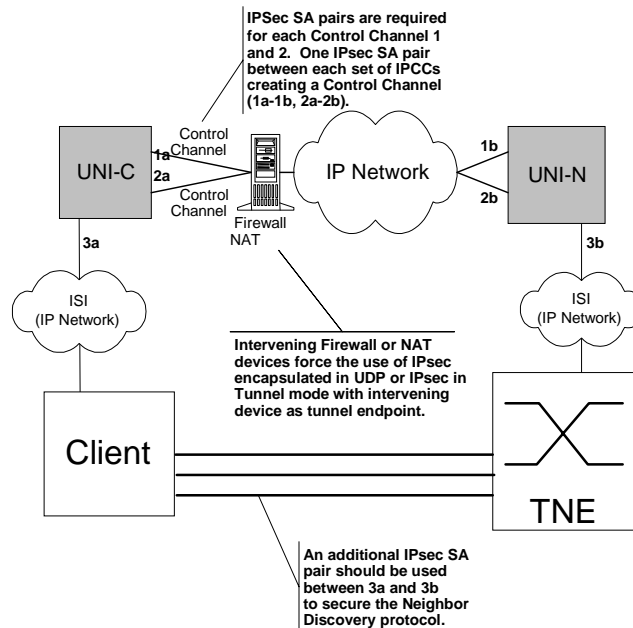 IPSec SA pairs are required
for each Control Channel 1
and 2. One IPsec SA pair
between each set of IPCCs
creating a Control Channel
(1a-1b, 2a-2b).
Control
Channel
1a
2a
UNI-C
Control
Channel
Firewall
NAT
IP Network
1b
2b
UNI-N
3a
3b
ISI
(IP Network)
ISI
(IP Network)
Intervening Firewall or NAT
devices force the use of IPsec
encapsulated in UDP or IPsec in
Tunnel mode with intervening
device as tunnel endpoint.
Client
TNE
An additional IPsec SA
pair should be used
between 3a and 3b
to secure the Neighbor
Discovery protocol.